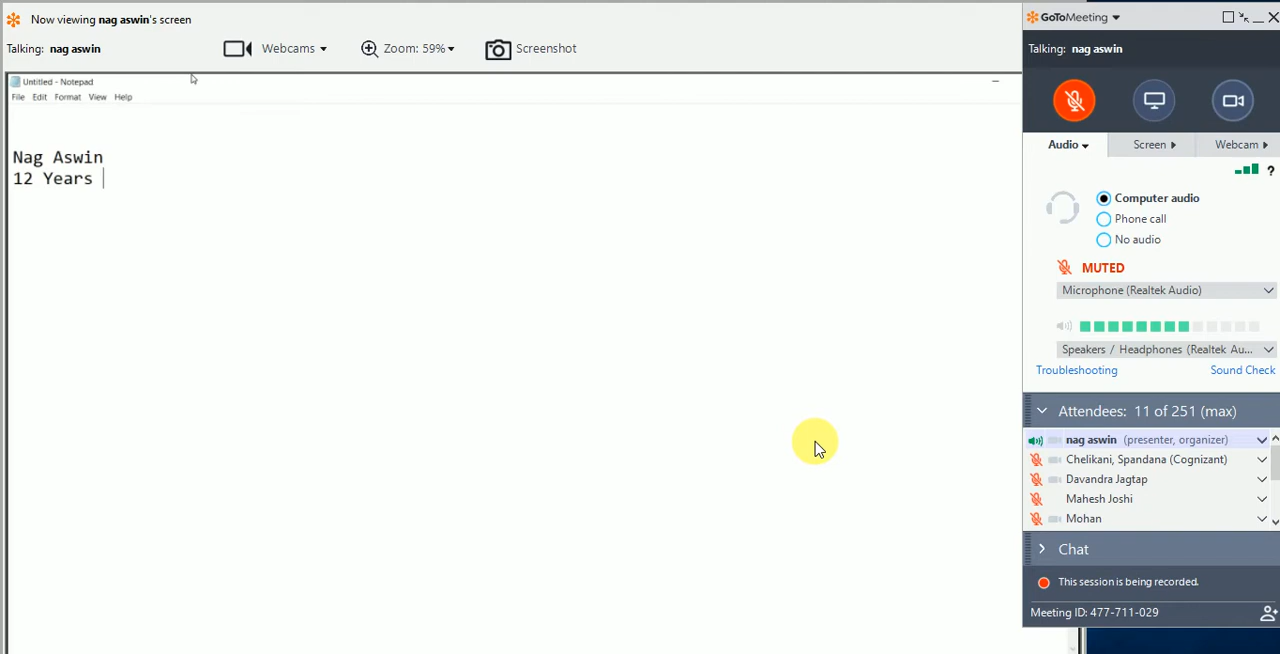 Now viewing nag aswin's screen
Talking: nag aswin
Webcams
Zoom: 59%
Screenshot
Untitled - Notepad
File Edit Format View Help
Nag Aswin
12 Years
GoToMeeting
Talking: nag aswin
Audio Screen Webcam
?
Computer audio
Phone call
No audio
MUTED
Microphone (Realtek Audio)
Speakers / Headphones (Realtek Au...
Troubleshooting Sound Check
Attendees: 11 of 251 (max)
nag aswin (presenter, organizer)
Chelikani, Spandana (Cognizant)
Davandra Jagtap
Mahesh Joshi
Mohan
Chat
This session is being recorded.
Meeting ID: 477-711-029